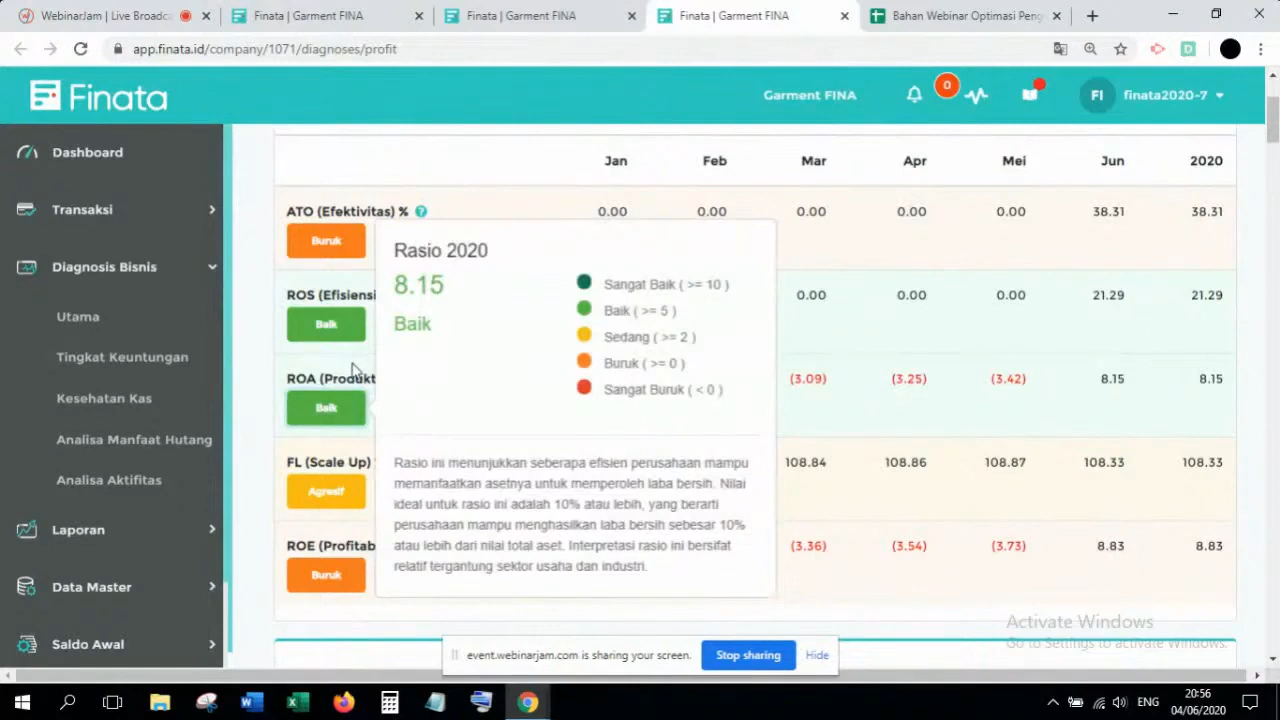 WebinarJam | Live Broadca
Finata | Garment FINA
Finata | Garment FINA
Finata | Garment FINA
Bahan Webinar Optimasi Peng
app.finata.id/company/1071/diagnoses/profit
D
Finata
Garment FINA
0
FI
finata2020-7
Dashboard
Transaksi
Diagnosis Bisnis
Utama
Tingkat Keuntungan
Kesehatan Kas
Analisa Manfaat Hutang
Analisa Aktifitas
Laporan
Data Master
Saldo Awal
Jan Feb Mar Apr Mei Jun 2020
ATO (Efektivitas) % ? 0.00 0.00 0.00 0.00 0.00 38.31 38.31
Buruk
ROS (Efisiensi 0.00 0.00 0.00 21.29 21.29
Baik
ROA (Produkt (3.09) (3.25) (3.42) 8.15 8.15
Baik
FL (Scale Up) 108.84 108.86 108.87 108.33 108.33
Agresif
ROE (Profitab (3.36) (3.54) (3.73) 8.83 8.83
Buruk
Rasio 2020
8.15
Baik
Sangat Baik ( >= 10 )
Baik ( >= 5 )
Sedang ( >= 2 )
Buruk ( >= 0 )
Sangat Buruk ( < 0 )
Rasio ini menunjukkan seberapa efisien perusahaan mampu
memanfaatkan asetnya untuk memperoleh laba bersih. Nilai
ideal untuk rasio ini adalah 10% atau lebih, yang berarti
perusahaan mampu menghasilkan laba bersih sebesar 10%
atau lebih dari nilai total aset. Interpretasi rasio ini bersifat
relatif tergantung sektor usaha dan industri.
Activate Windows
Go to Settings to activate Windows.
event.webinarjam.com is sharing your screen.
Stop sharing
Hide
ENG
20:56
04/06/2020